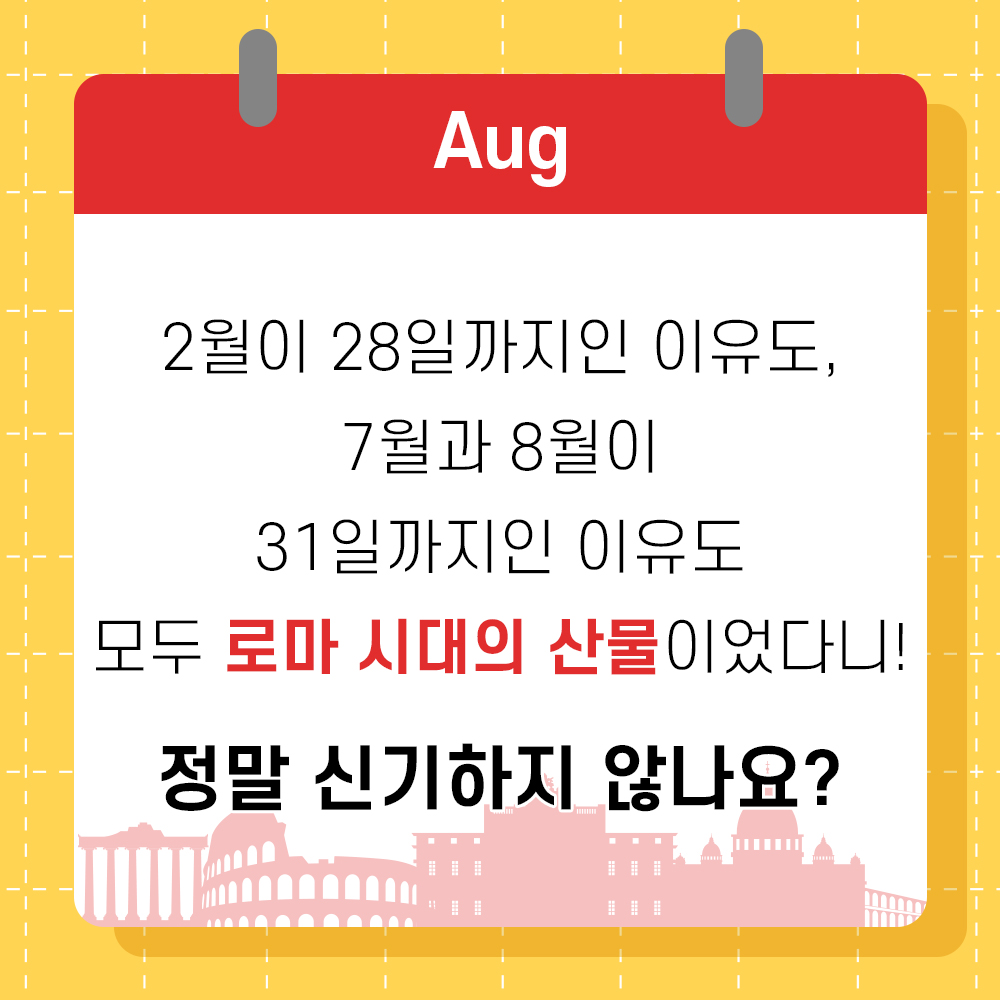 Aug
2월이 28일까지인 이유도,
7월과 8월이
31일까지인 이유도
모두 로마 시대의 산물이었다니!
정말 신기하지 않나요?